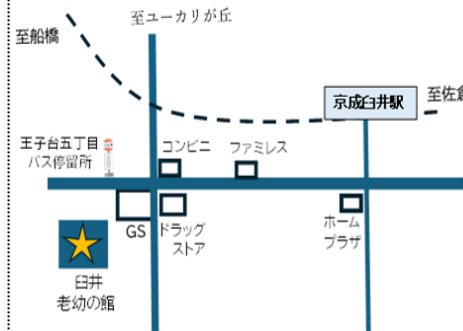 至ユーカリが丘
至船橋
京成臼井駅
至佐倉
王子台五丁目
バス停留所
コンビニ
ファミレス
GS
ドラッグ
ストア
ホーム
プラザ
臼井
老幼の館